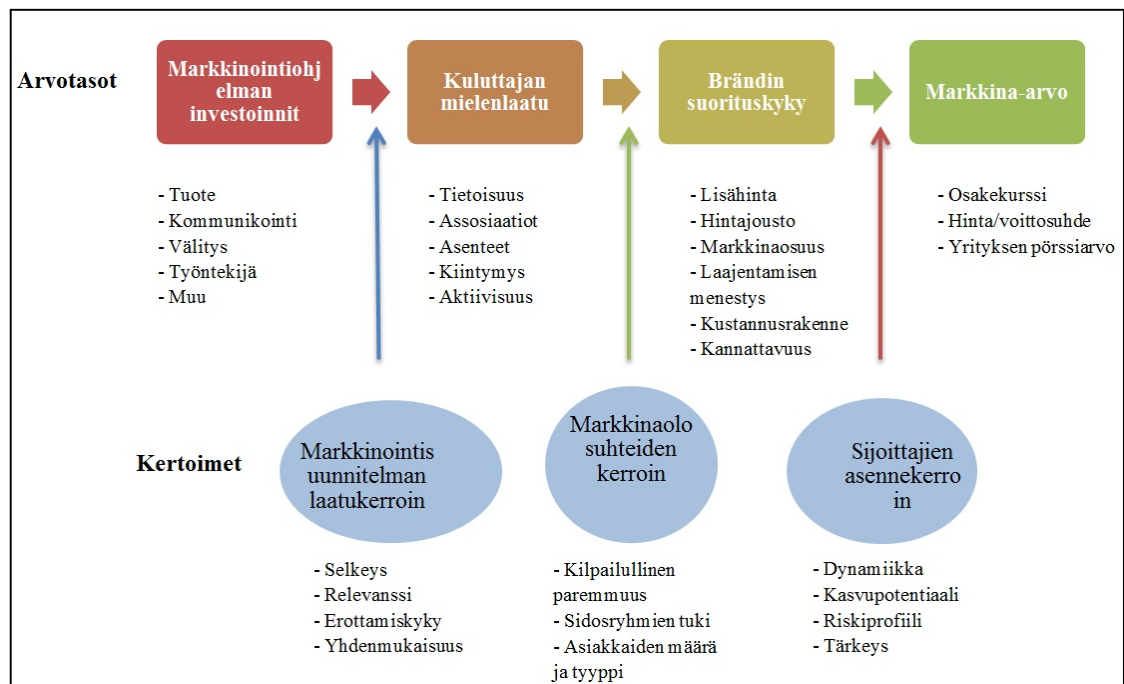 Arvotasot
Markkinointiohj
elman
investoinnit
Kuluttajan
mielenlaatu
Brändin
suorituskyky
Markkina-arvo
- Tuote
- Kommunikointi
- Välitys
- Työntekijä
- Muu
- Tietoisuus
- Assosiaatiot
- Asenteet
- Kiintymys
- Aktiivisuus
- Lisähinta
- Hintajousto
- Markkinaosuus
- Laajentamisen
menestys
- Kustannusrakenne
- Kannattavuus
- Osakekurssi
- Hinta/voittosuhde
- Yrityksen pörssiarvo
Kertoimet
Markkinointis
uunnitelman
laatukerroin
Markkinaolo
suhteiden
kerroin
Sijoittajien
asennekerro
in
- Selkeys
- Relevanssi
- Erottamiskyky
- Yhdenmukaisuus
- Kilpailullinen
paremmuus
- Sidosryhmien tuki
- Asiakkaiden määrä
ja tyyppi
- Dynamiikka
- Kasvupotentiaali
- Riskiprofiili
- Tärkeys